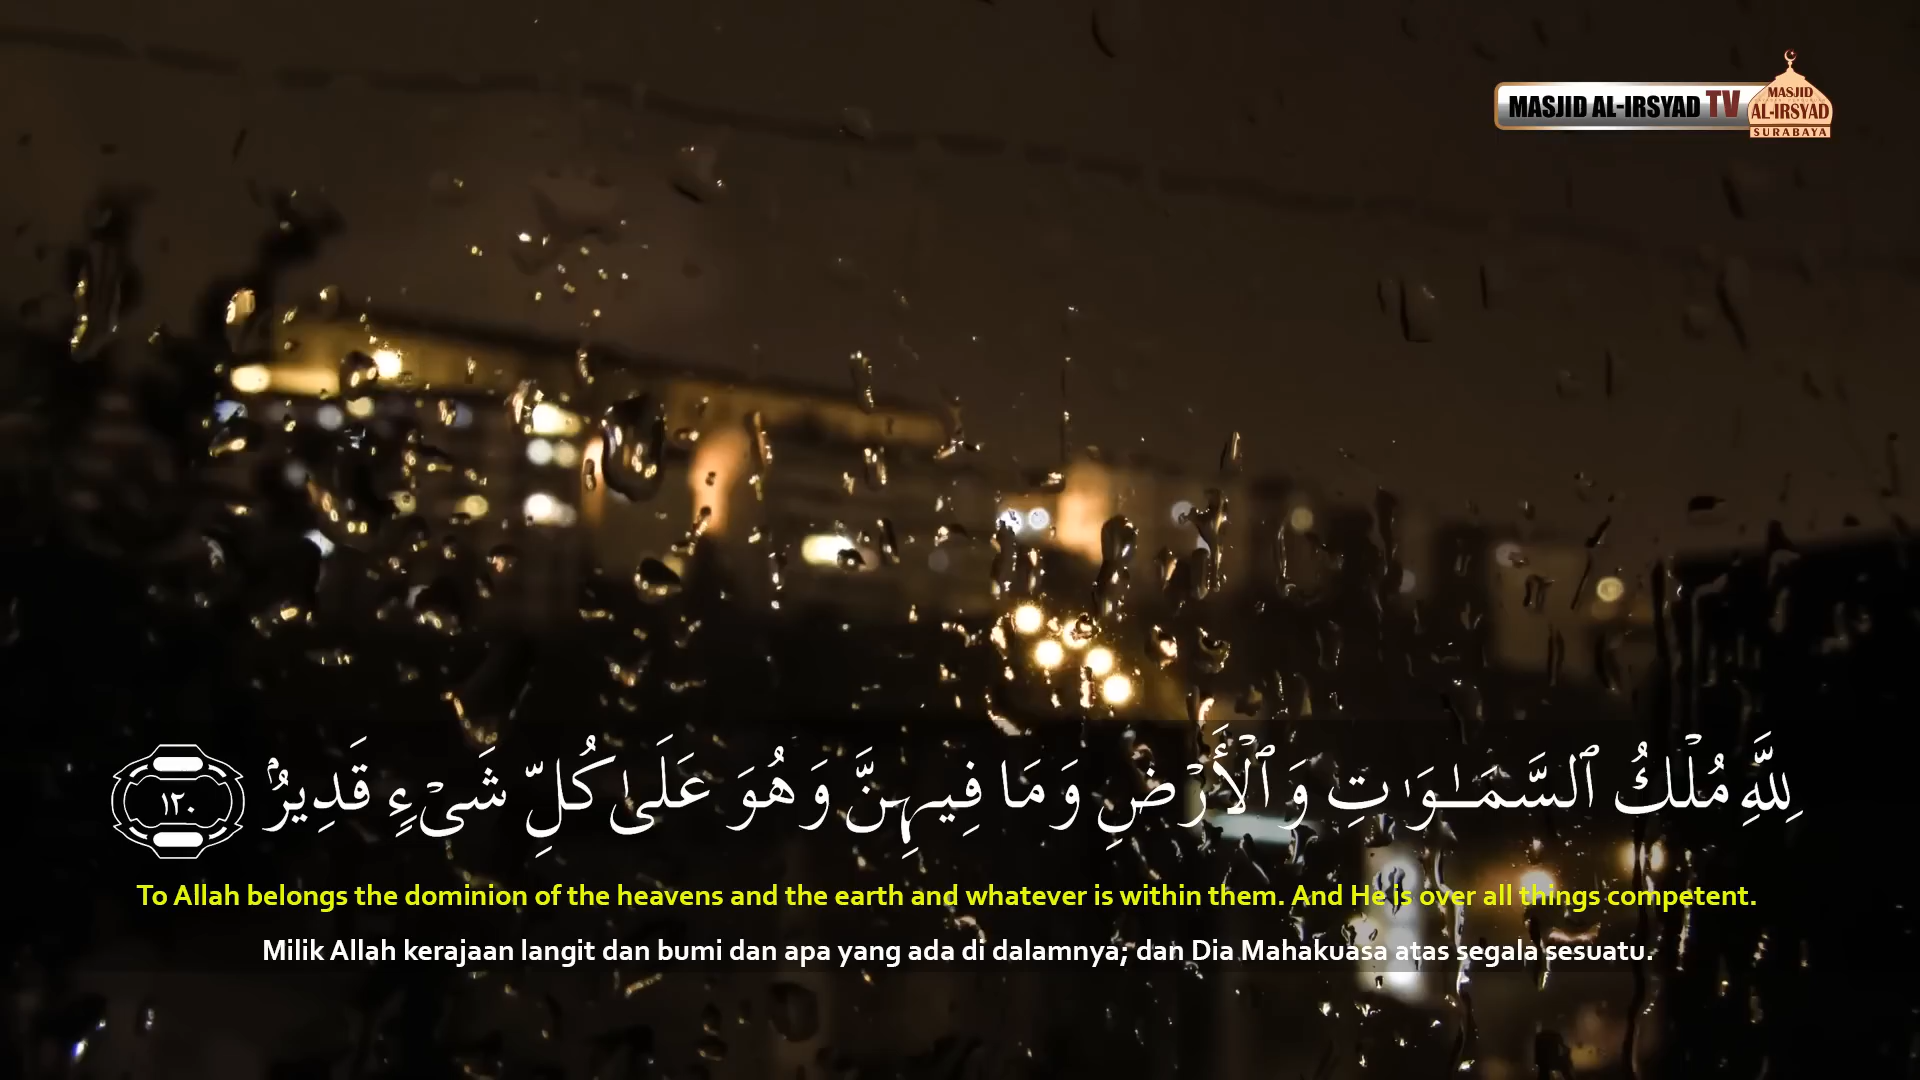 MASJID AL-IRSYAD TV
MASJID
AL-IRSYAD
SURABAYA
لِلَّهِ مُلْكُ ٱلسَّمَـٰوَٰتِ وَٱلْأَرْضِ وَمَا فِيهِنَّ وَهُوَ عَلَىٰ كُلِّ شَىْءٍ قَدِيرٌۢ ١٢٠
To Allah belongs the dominion of the heavens and the earth and whatever is within them. And He is over all things competent.
Milik Allah kerajaan langit dan bumi dan apa yang ada di dalamnya; dan Dia Mahakuasa atas segala sesuatu.